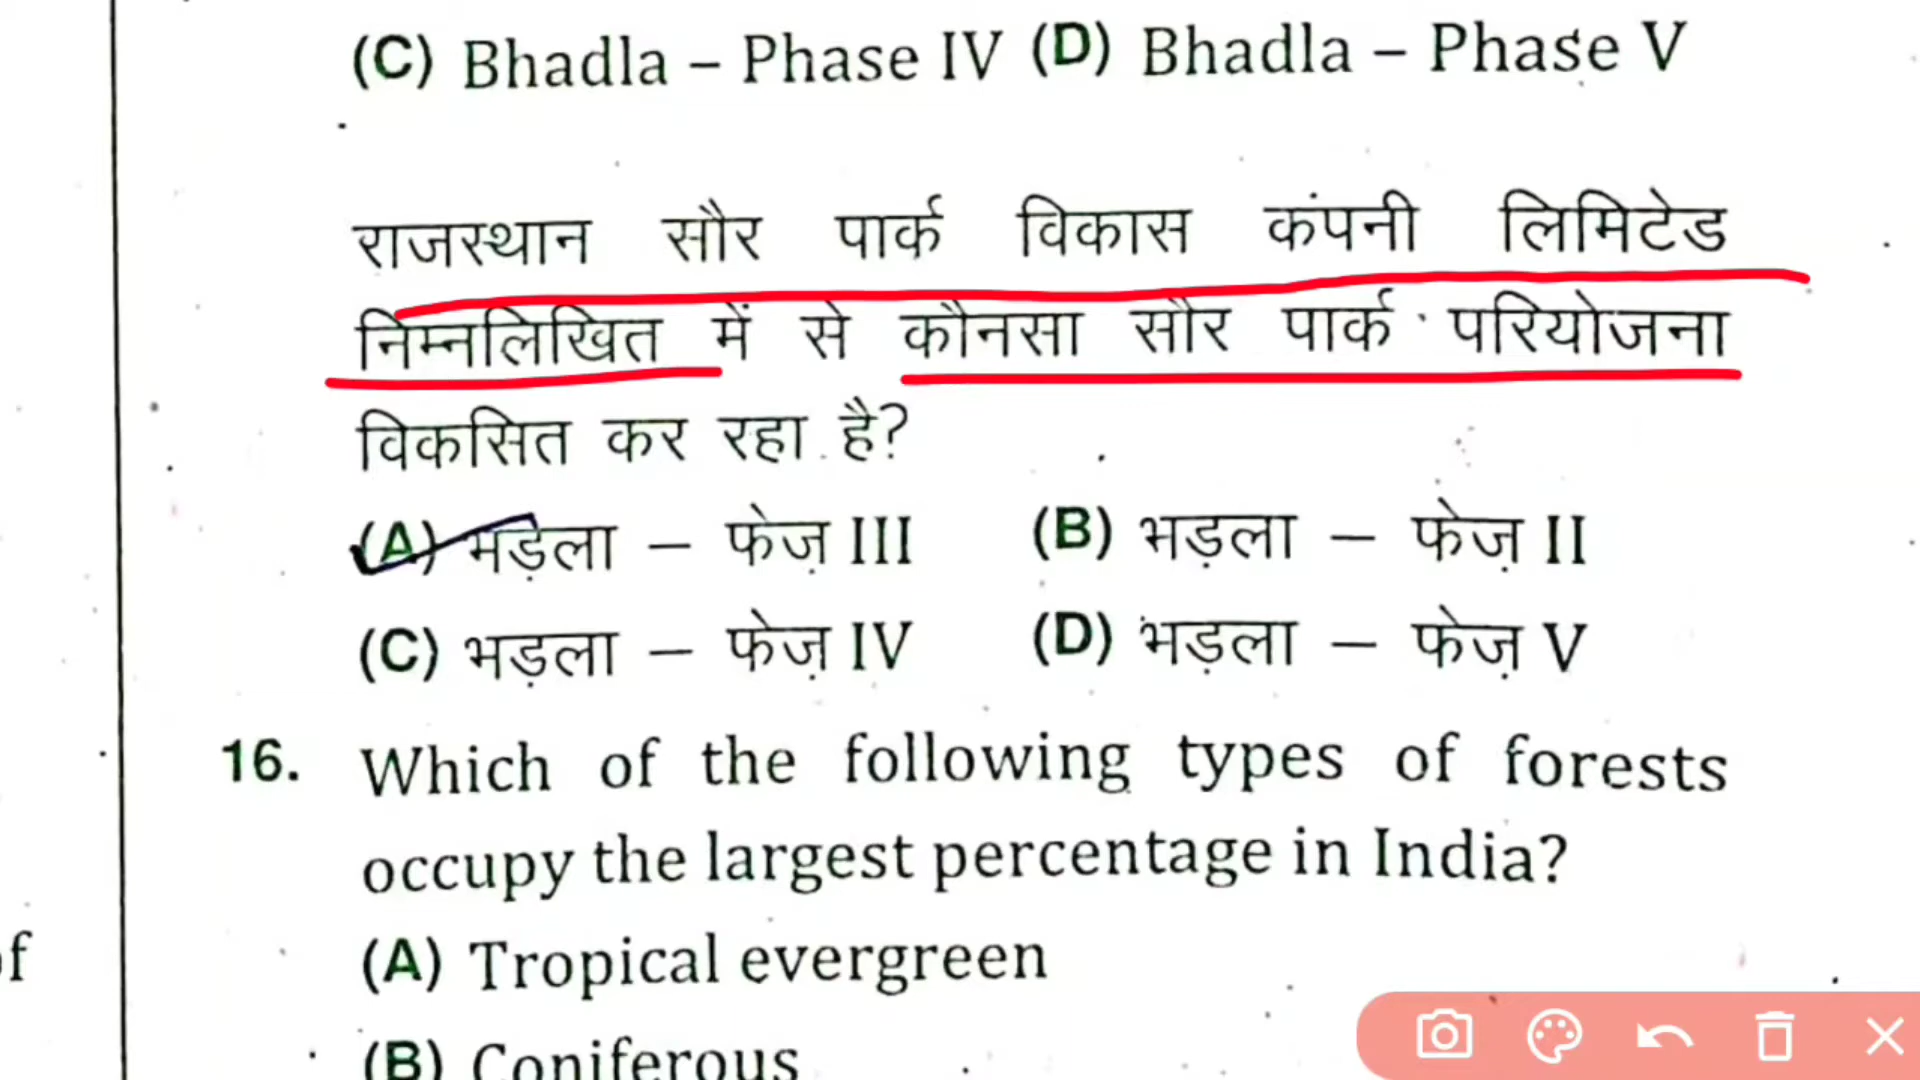 (C) Bhadla – Phase IV (D) Bhadla – Phase V
राजस्थान सौर पार्क विकास कंपनी लिमिटेड
निम्नलिखित में से कौनसा सौर पार्क परियोजना
विकसित कर रहा है?
(A) भड़ला – फेज़ III (B) भड़ला – फेज़ II
(C) भड़ला – फेज़ IV (D) भड़ला – फेज़ V
16. Which of the following types of forests
occupy the largest percentage in India?
of
(A) Tropical evergreen
(B) Coniferous